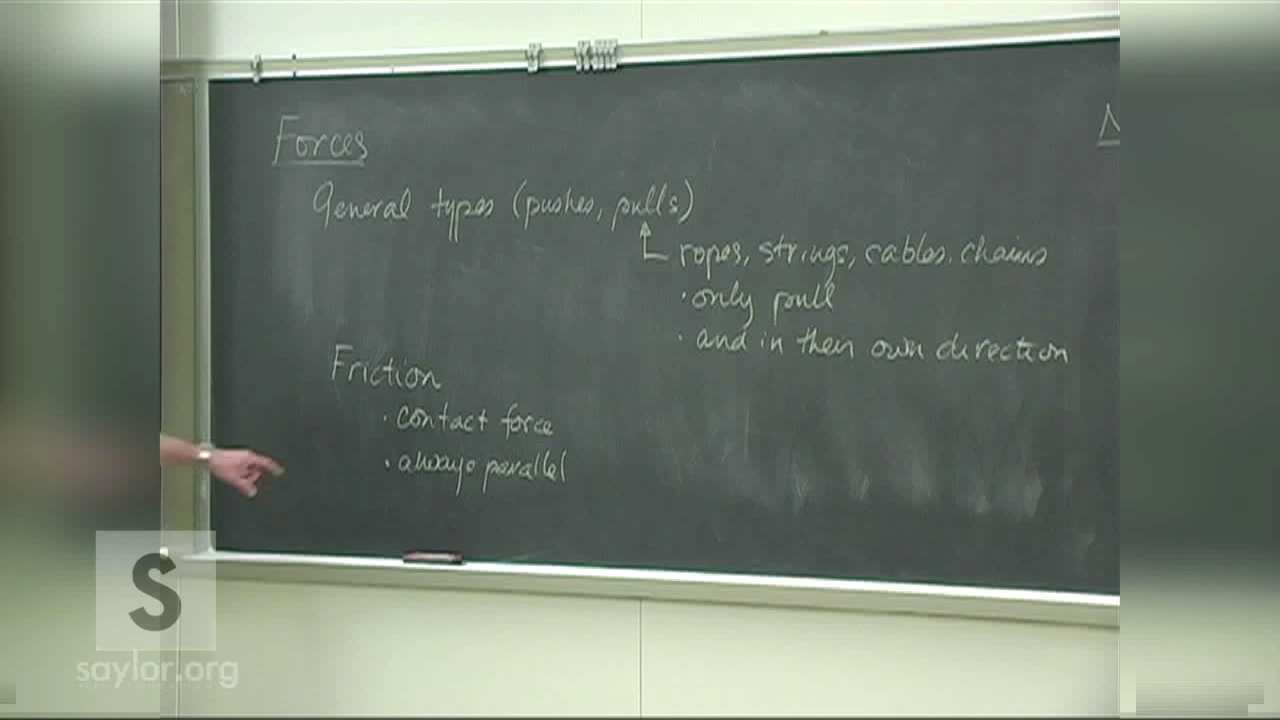 Forces
General types (pushes, pulls)
ropes, strings, cables, chains
· only pull
· and in their own direction
Friction
· contact force
· always parallel
S
saylor.org